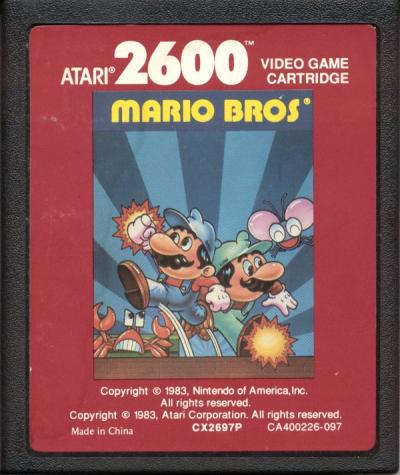 ATARI® 2600™ VIDEO GAME
CARTRIDGE
MARIO BROS®
Copyright © 1983, Nintendo of America, Inc.
All rights reserved.
Copyright © 1983, Atari Corporation. All rights reserved.
Made in China CX2697P CA400226-097